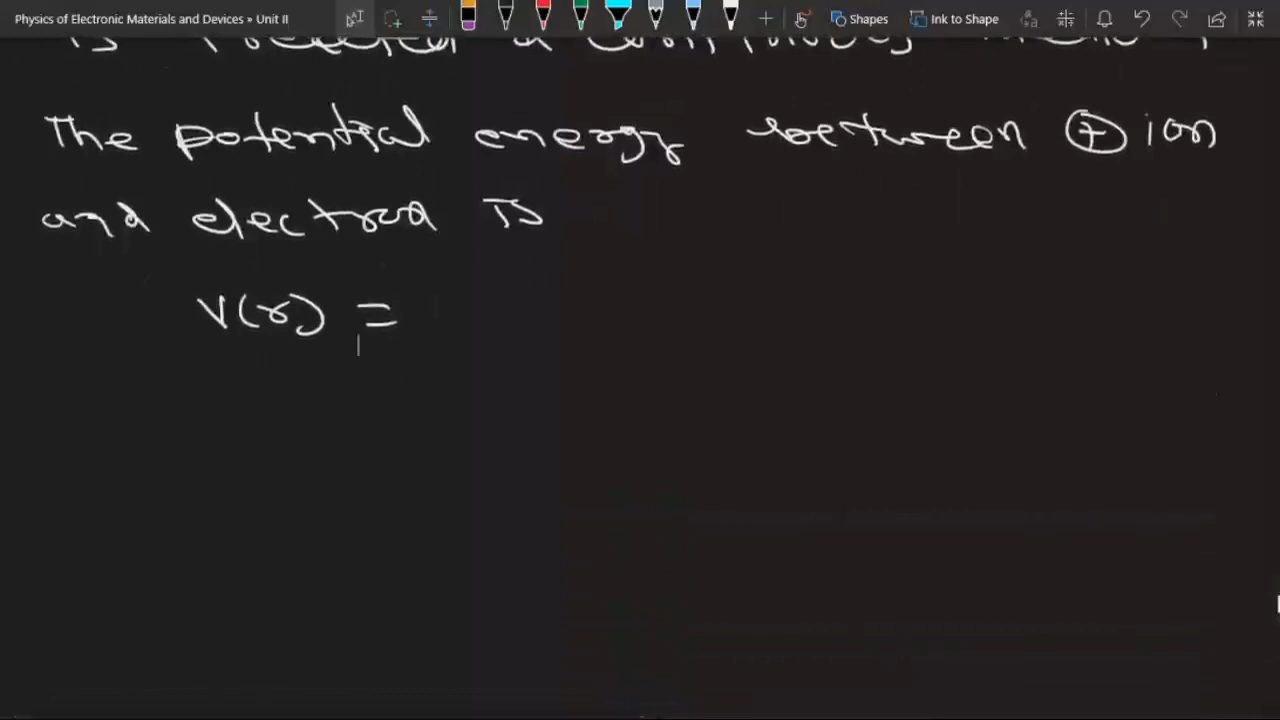 Physics of Electronic Materials and Devices » Unit II
Shapes
Ink to Shape
is
a
The potential energy between ⊕ ion
and electron is
V(r) =